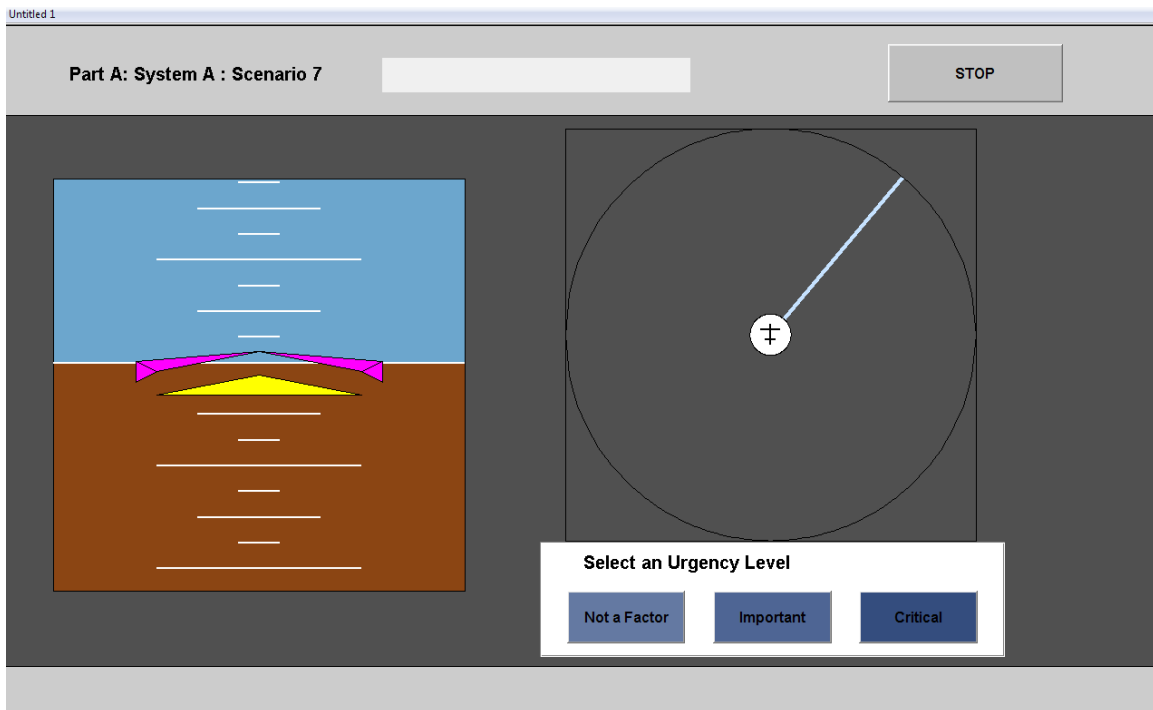 Untitled 1
Part A: System A : Scenario 7
STOP
Select an Urgency Level
Not a Factor
Important
Critical